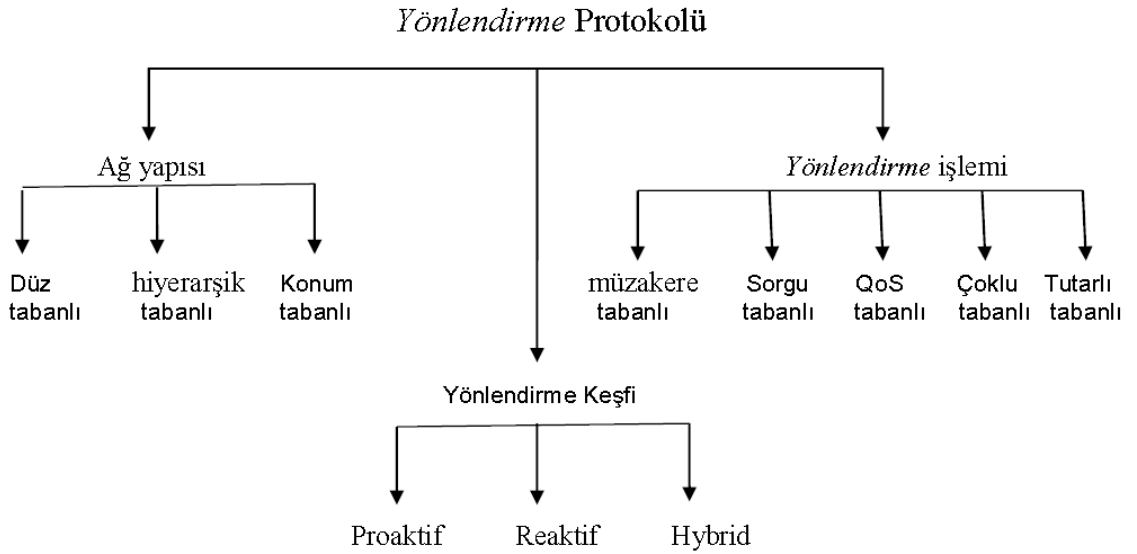 Yönlendirme Protokolü
Ağ yapısı
Yönlendirme işlemi
Düz
tabanlı
hiyerarşik
tabanlı
Konum
tabanlı
müzakere
tabanlı
Sorgu
tabanlı
QoS
tabanlı
Çoklu
tabanlı
Tutarlı
tabanlı
Yönlendirme Keşfi
Proaktif
Reaktif
Hybrid